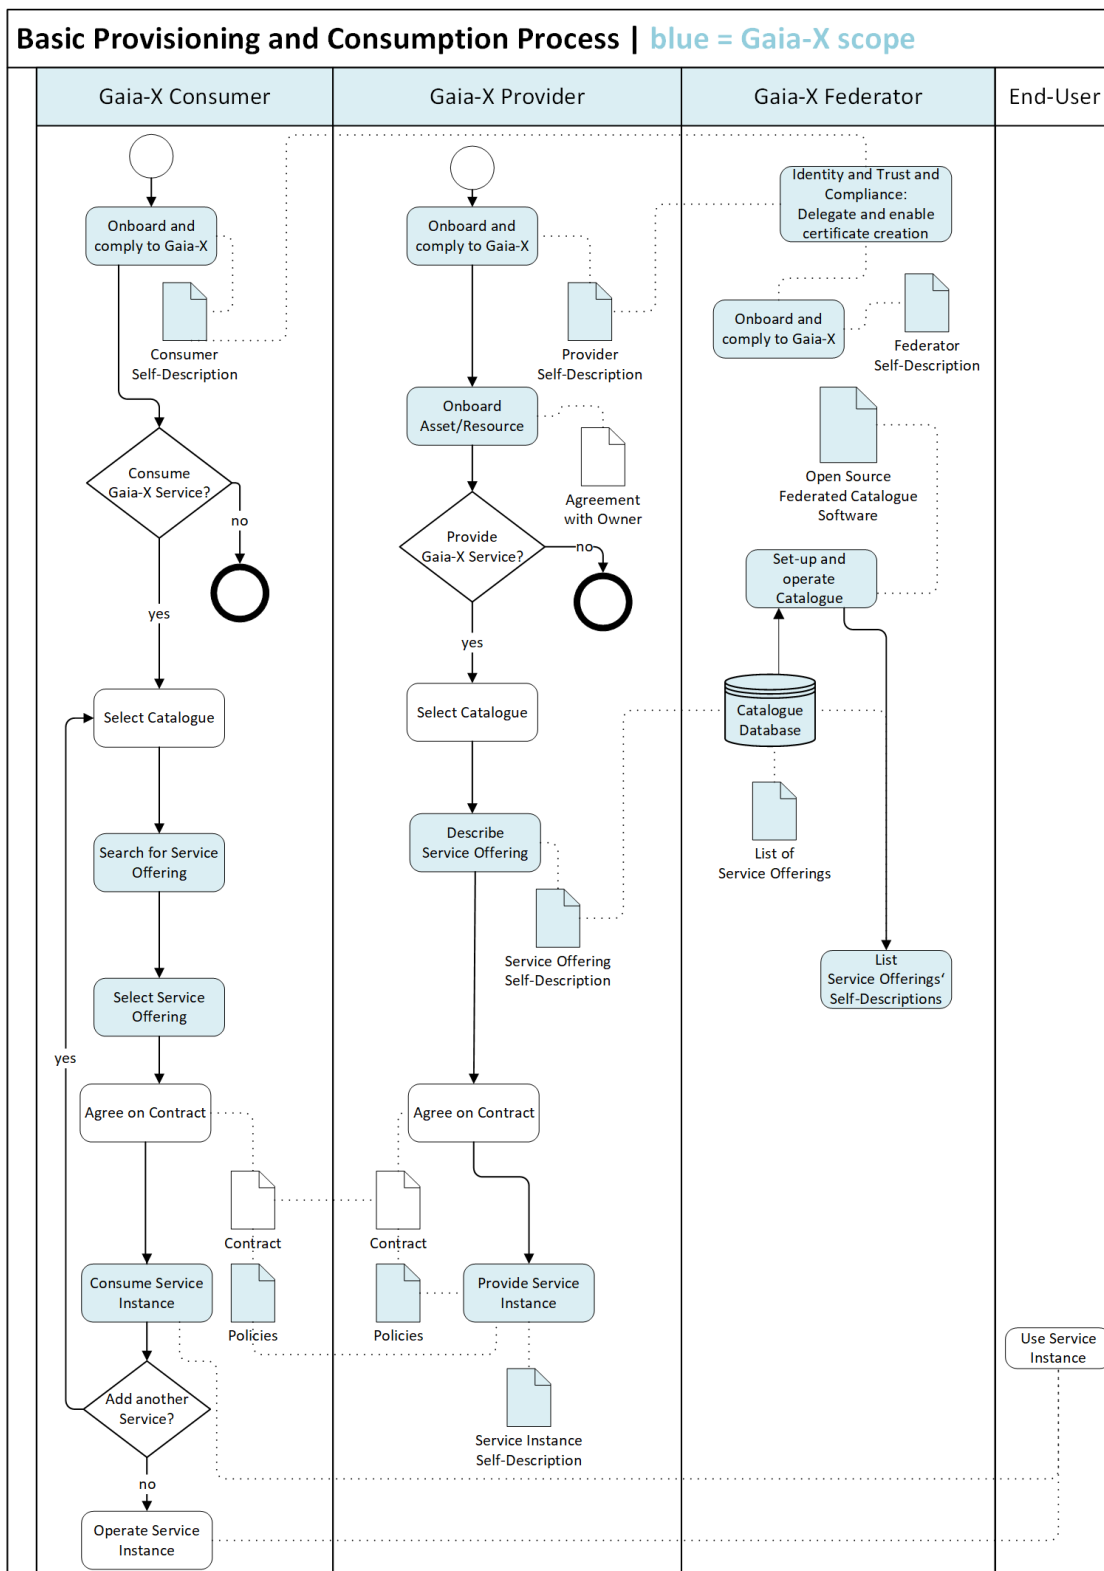 Basic Provisioning and Consumption Process | blue = Gaia-X scope
Gaia-X Consumer
Gaia-X Provider
Gaia-X Federator
End-User
Onboard and
comply to Gaia-X
Consumer
Self-Description
Consume
Gaia-X Service?
no
yes
Select Catalogue
Search for Service
Offering
Select Service
Offering
yes
Agree on Contract
Contract
Consume Service
Instance
Policies
Add another
Service?
no
Operate Service
Instance
Onboard and
comply to Gaia-X
Provider
Self-Description
Onboard
Asset/Resource
Agreement
with Owner
Provide
Gaia-X Service?
no
yes
Select Catalogue
Describe
Service Offering
Service Offering
Self-Description
Agree on Contract
Contract
Provide Service
Instance
Policies
Service Instance
Self-Description
Identity and Trust and
Compliance:
Delegate and enable
certificate creation
Onboard and
comply to Gaia-X
Federator
Self-Description
Open Source
Federated Catalogue
Software
Set-up and
operate
Catalogue
Catalogue
Database
List of
Service Offerings
List
Service Offerings‘
Self-Descriptions
Use Service
Instance